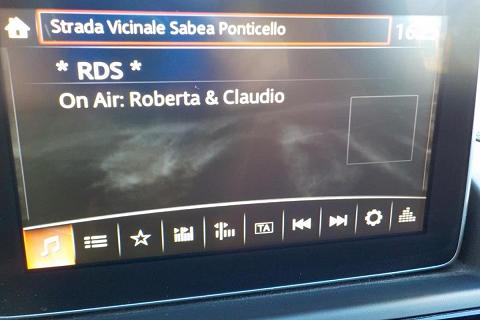 Strada Vicinale Sabea Ponticello
* RDS *
On Air: Roberta & Claudio
TA